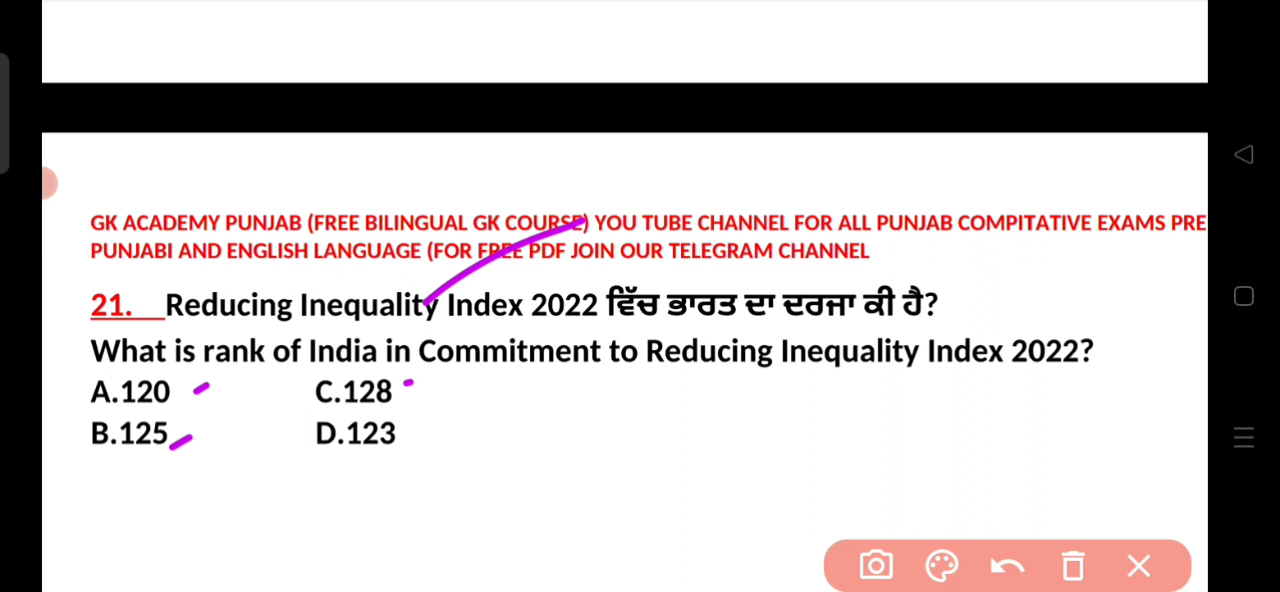 GK ACADEMY PUNJAB (FREE BILINGUAL GK COURSE) YOU TUBE CHANNEL FOR ALL PUNJAB COMPITATIVE EXAMS PRE
PUNJABI AND ENGLISH LANGUAGE (FOR FREE PDF JOIN OUR TELEGRAM CHANNEL
21. Reducing Inequality Index 2022 ਵਿੱਚ ਭਾਰਤ ਦਾ ਦਰਜਾ ਕੀ ਹੈ?
What is rank of India in Commitment to Reducing Inequality Index 2022?
A.120 C.128
B.125 D.123